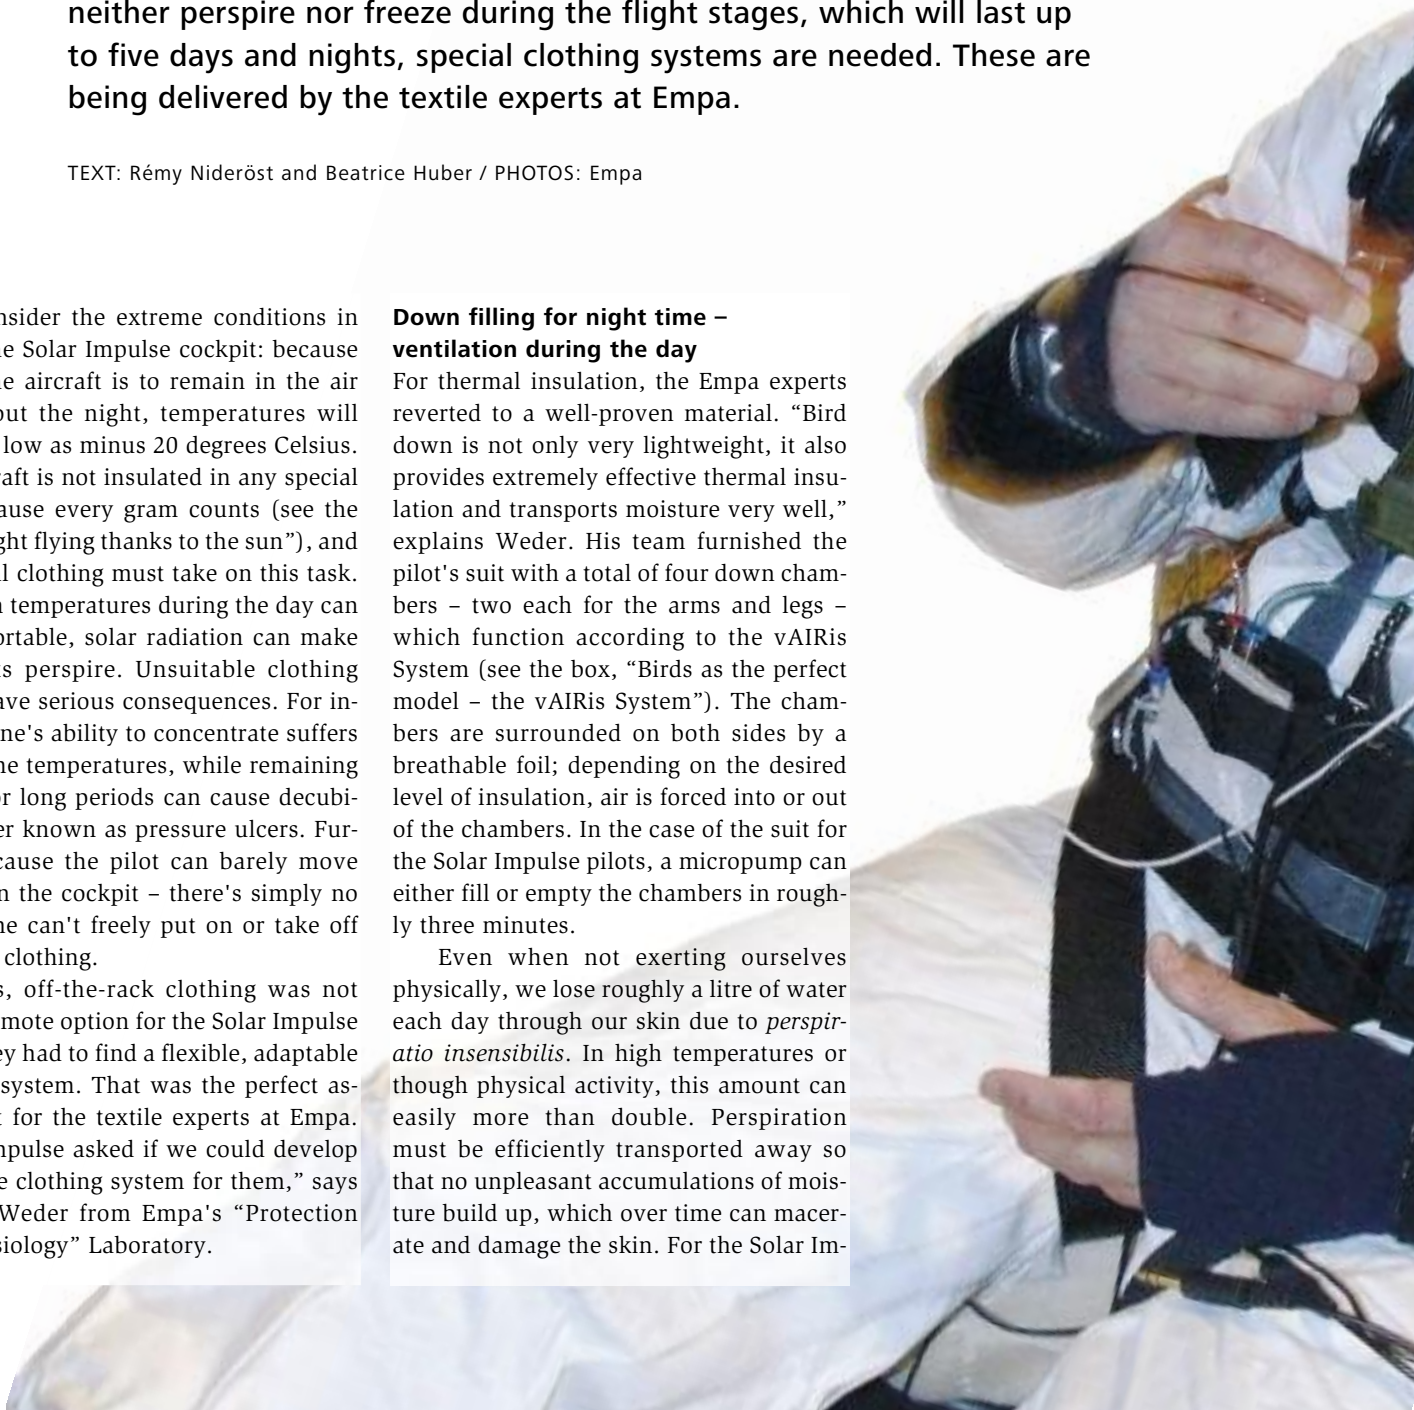 neither perspire nor freeze during the flight stages, which will last up
to five days and nights, special clothing systems are needed. These are
being delivered by the textile experts at Empa.
TEXT: Rémy Nideröst and Beatrice Huber / PHOTOS: Empa
the extreme conditions in
Solar Impulse cockpit: because
aircraft is to remain in the air
the night, temperatures will
low as minus 20 degrees Celsius.
is not insulated in any special
every gram counts (see the
flying thanks to the sun”), and
clothing must take on this task.
temperatures during the day can
solar radiation can make
perspire. Unsuitable clothing
serious consequences. For in-
ability to concentrate suffers
temperatures, while remaining
long periods can cause decubi-
known as pressure ulcers. Fur-
the pilot can barely move
the cockpit – there's simply no
can't freely put on or take off
clothing.
off-the-rack clothing was not
option for the Solar Impulse
had to find a flexible, adaptable
system. That was the perfect as-
for the textile experts at Empa.
asked if we could develop
clothing system for them,” says
Weder from Empa's “Protection
Laboratory.
Down filling for night time –
ventilation during the day
For thermal insulation, the Empa experts
reverted to a well-proven material. “Bird
down is not only very lightweight, it also
provides extremely effective thermal insu-
lation and transports moisture very well,”
explains Weder. His team furnished the
pilot's suit with a total of four down cham-
bers – two each for the arms and legs –
which function according to the vAIRis
System (see the box, “Birds as the perfect
model – the vAIRis System”). The cham-
bers are surrounded on both sides by a
breathable foil; depending on the desired
level of insulation, air is forced into or out
of the chambers. In the case of the suit for
the Solar Impulse pilots, a micropump can
either fill or empty the chambers in rough-
ly three minutes.
Even when not exerting ourselves
physically, we lose roughly a litre of water
each day through our skin due to perspir-
atio insensibilis. In high temperatures or
though physical activity, this amount can
easily more than double. Perspiration
must be efficiently transported away so
that no unpleasant accumulations of mois-
ture build up, which over time can macer-
ate and damage the skin. For the Solar Im-